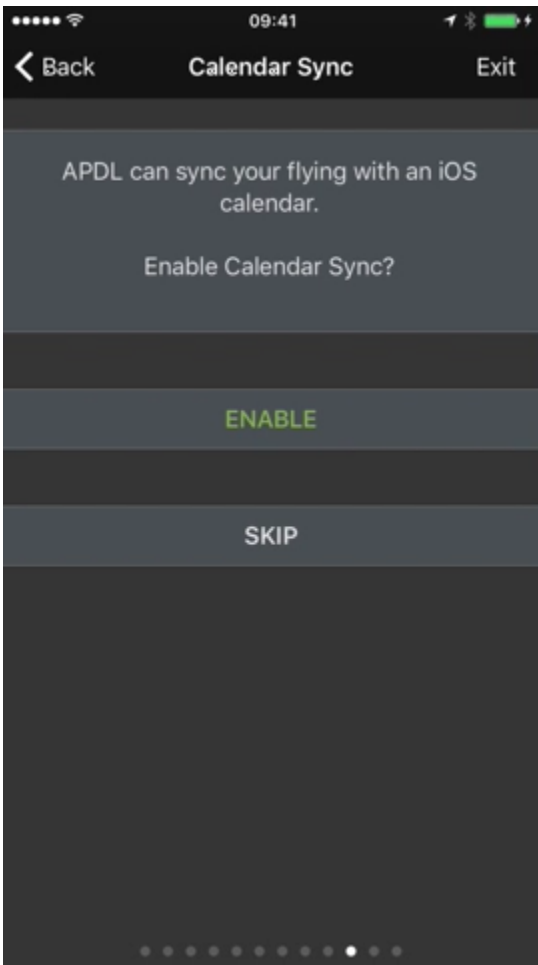 09:41
Back
Calendar Sync
Exit
APDL can sync your flying with an iOS
calendar.
Enable Calendar Sync?
ENABLE
SKIP